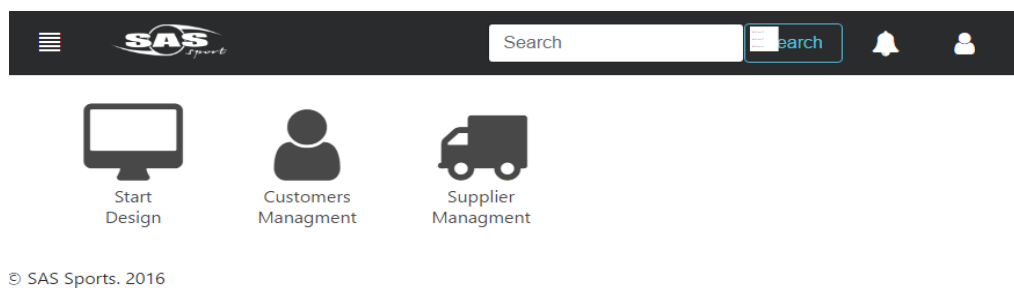 SAS
sport
Search
earch
Start
Design
Customers
Managment
Supplier
Managment
© SAS Sports. 2016